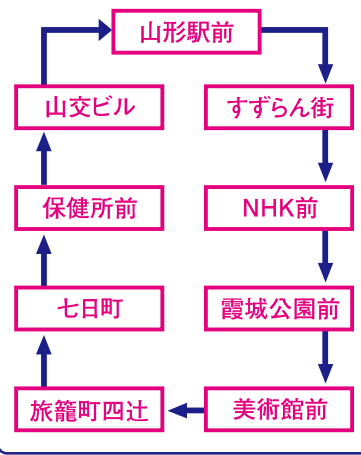 山形駅前
山交ビル
すずらん街
保健所前
NHK前
七日町
霞城公園前
旅籠町四辻
美術館前